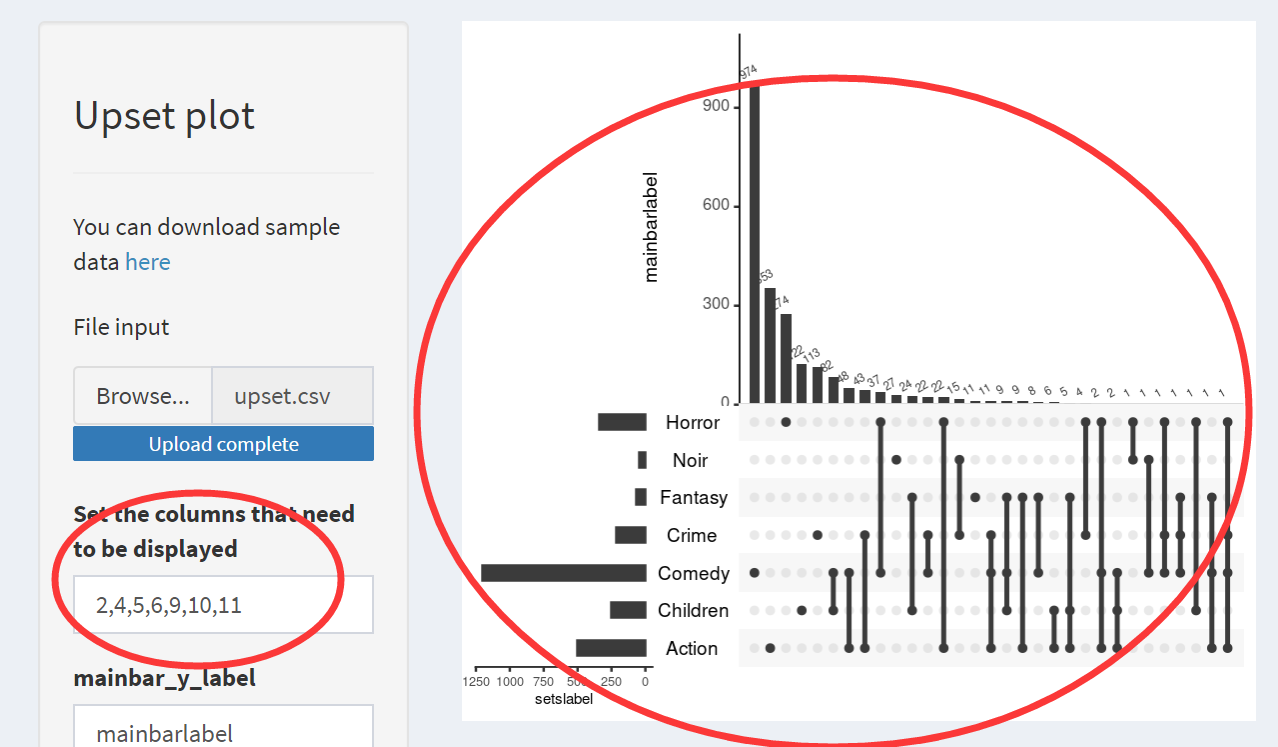 Upset plot
You can download sample
data here
File input
Browse... upset.csv
Upload complete
Set the columns that need
to be displayed
2,4,5,6,9,10,11
mainbar_y_label
mainbarlabel
mainbarlabel
900
600
300
0
974 353 274 122 113 82 48 43 37 27 24 22 22 15 11 11 9 9 8 6 5 4 2 2 1 1 1 1 1 1 1
Horror
Noir
Fantasy
Crime
Comedy
Children
Action
1250 1000 750 500 250 0
setslabel